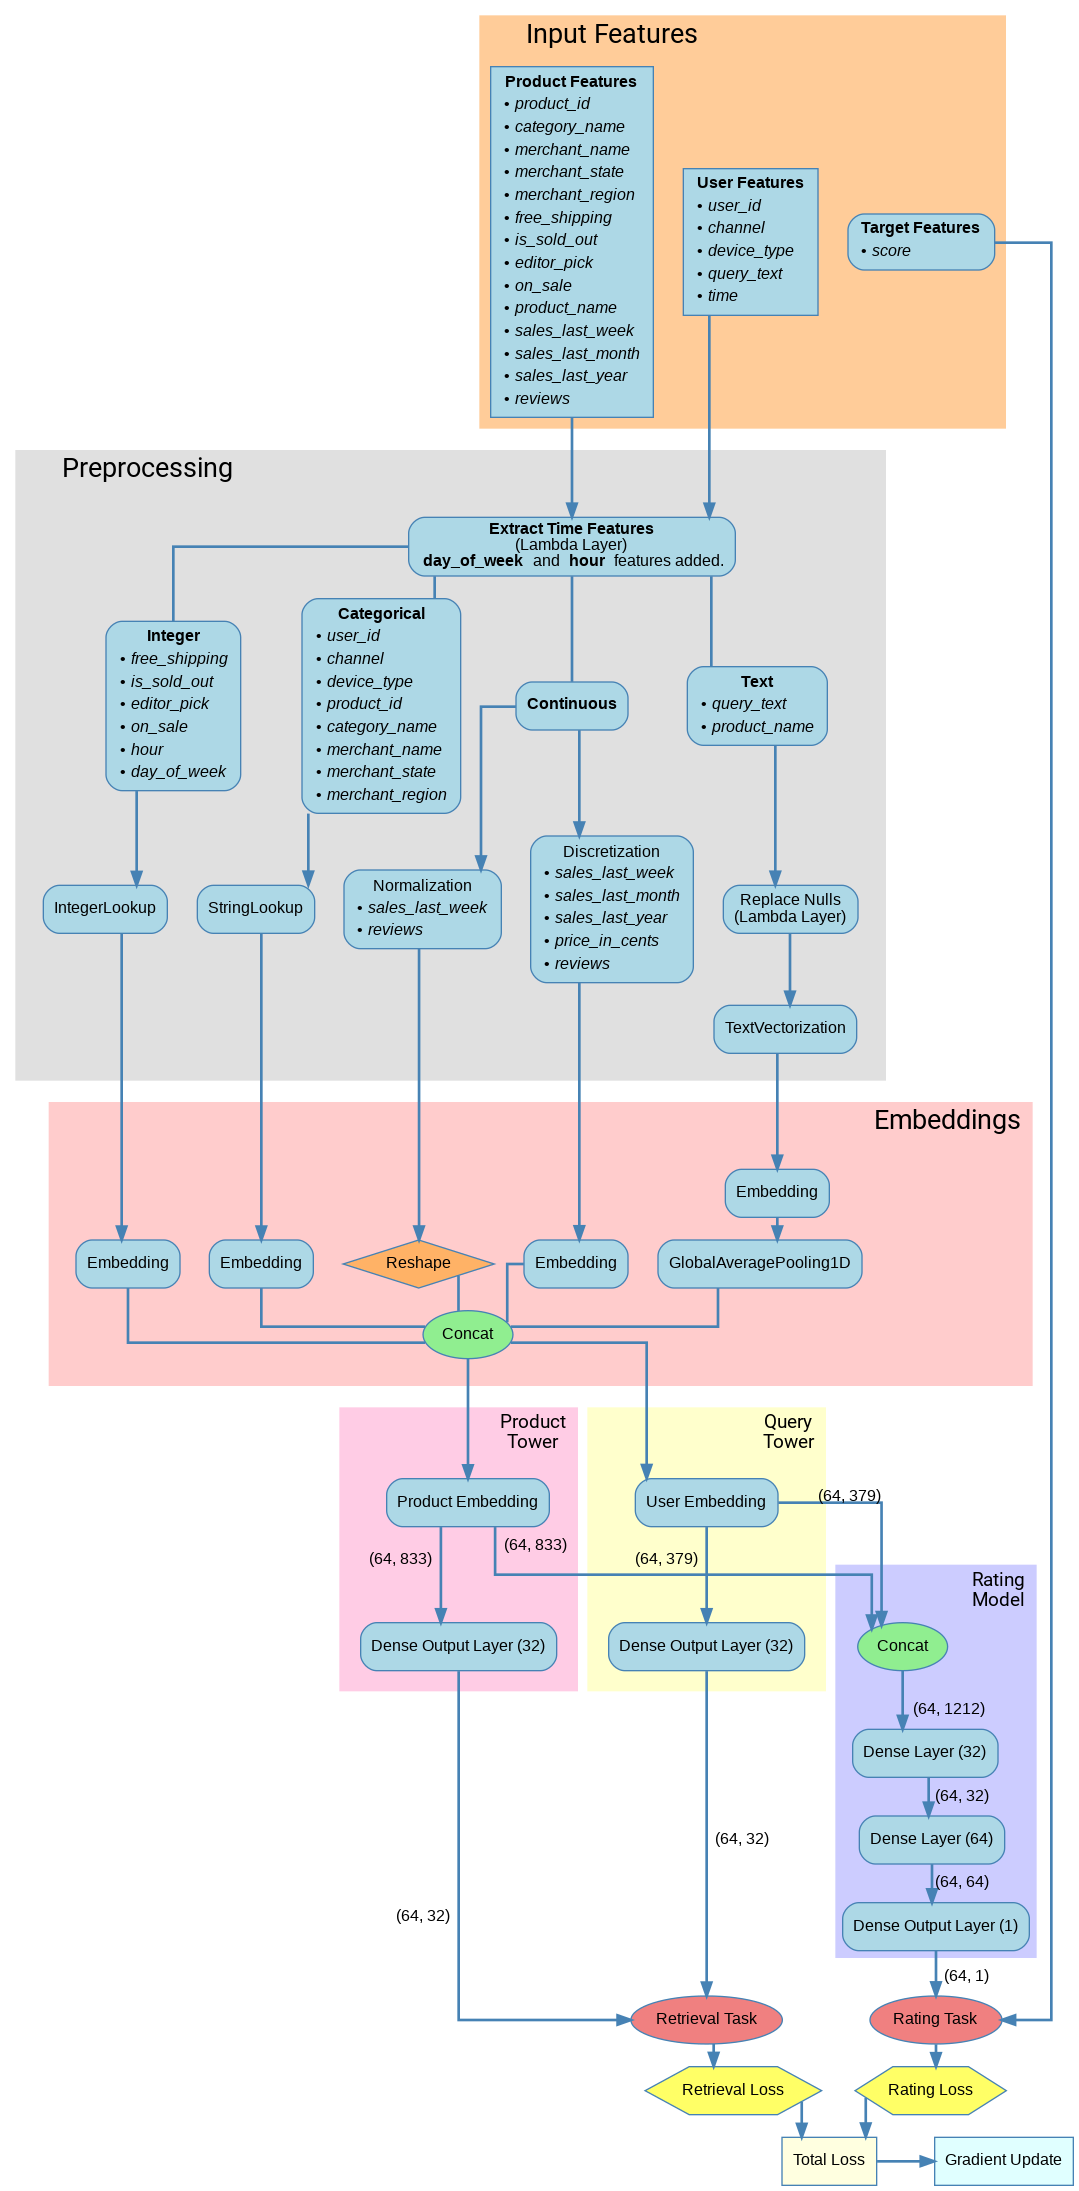 Input Features
Product Features
• product_id
• category_name
• merchant_name
• merchant_state
• merchant_region
• free_shipping
• is_sold_out
• editor_pick
• on_sale
• product_name
• sales_last_week
• sales_last_month
• sales_last_year
• reviews
User Features
• user_id
• channel
• device_type
• query_text
• time
Target Features
• score
Preprocessing
Extract Time Features
(Lambda Layer)
day_of_week and hour features added.
Integer
• free_shipping
• is_sold_out
• editor_pick
• on_sale
• hour
• day_of_week
Categorical
• user_id
• channel
• device_type
• product_id
• category_name
• merchant_name
• merchant_state
• merchant_region
Continuous
Text
• query_text
• product_name
IntegerLookup
StringLookup
Normalization
• sales_last_week
• reviews
Discretization
• sales_last_week
• sales_last_month
• sales_last_year
• price_in_cents
• reviews
Replace Nulls
(Lambda Layer)
TextVectorization
Embeddings
Embedding
Embedding
Embedding
Reshape
Embedding
GlobalAveragePooling1D
Concat
Product
Tower
Query
Tower
Product Embedding
User Embedding
(64, 379)
(64, 833)
(64, 833)
(64, 379)
Rating
Model
Dense Output Layer (32)
Dense Output Layer (32)
Concat
(64, 1212)
Dense Layer (32)
(64, 32)
Dense Layer (64)
(64, 32)
(64, 64)
(64, 32)
Dense Output Layer (1)
(64, 1)
Retrieval Task
Rating Task
Retrieval Loss
Rating Loss
Total Loss
Gradient Update